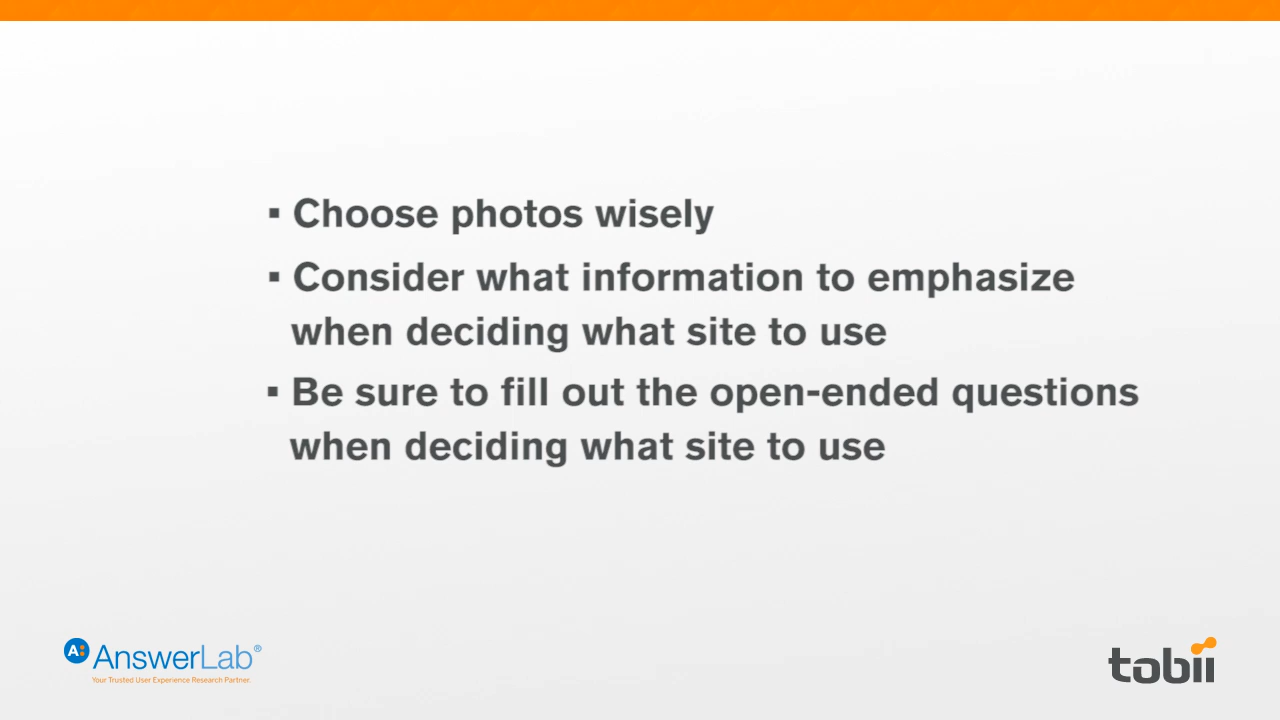 ▪ Choose photos wisely
▪ Consider what information to emphasize
when deciding what site to use
▪ Be sure to fill out the open-ended questions
when deciding what site to use
A: AnswerLab®
Your Trusted User Experience Research Partner.
tobii